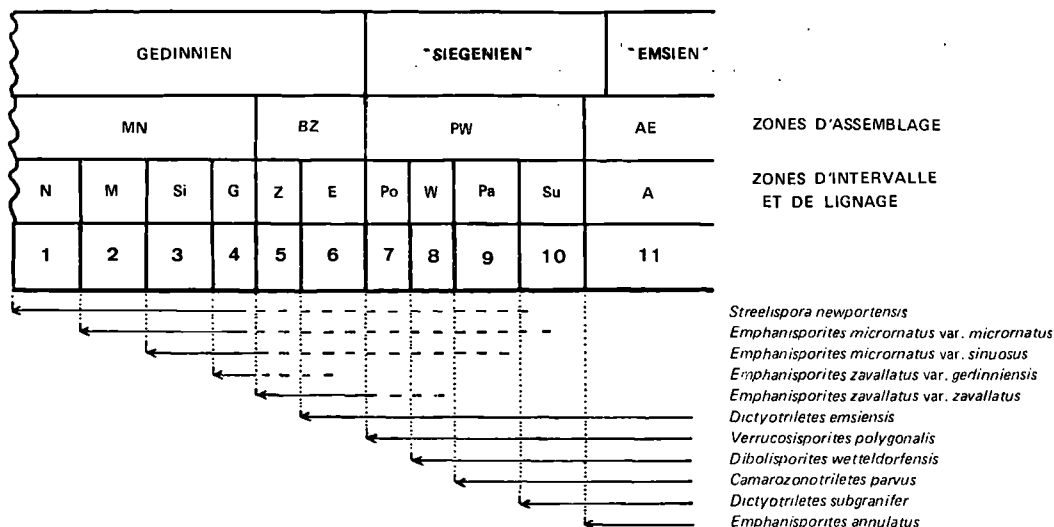 GEDINNIEN "SIEGENIEN" "EMSIEN"
MN BZ PW AE ZONES D'ASSEMBLAGE
N M Si G Z E Po W Pa Su A ZONES D'INTERVALLE
ET DE LIGNAGE
1 2 3 4 5 6 7 8 9 10 11
Streelispora newportensis
Emphanisporites micrornatus var. micrornatus
Emphanisporites micrornatus var. sinuosus
Emphanisporites zavallatus var. gedinniensis
Emphanisporites zavallatus var. zavallatus
Dictyotriletes emsiensis
Verrucosisporites polygonalis
Dibolisporites wetteldorfensis
Camarozonotriletes parvus
Dictyotriletes subgranifer
Emphanisporites annulatus